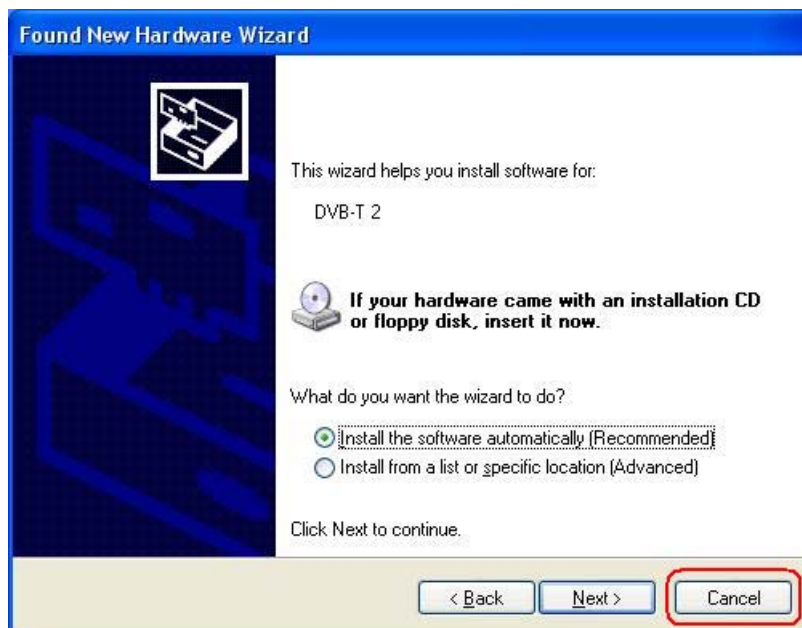 Found New Hardware Wizard
This wizard helps you install software for:
DVB-T 2
If your hardware came with an installation CD
or floppy disk, insert it now.
What do you want the wizard to do?
Install the software automatically (Recommended)
Install from a list or specific location (Advanced)
Click Next to continue.
< Back Next > Cancel